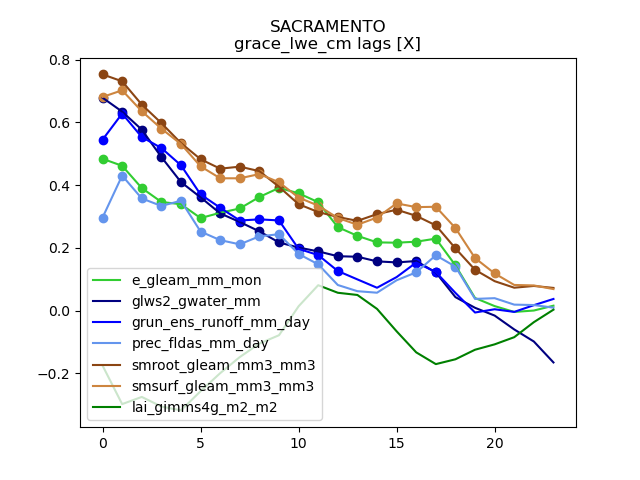 SACRAMENTO
grace_lwe_cm lags [X]
0.8
0.6
0.4
0.2
0.0
−0.2
e_gleam_mm_mon
glws2_gwater_mm
grun_ens_runoff_mm_day
prec_fldas_mm_day
smroot_gleam_mm3_mm3
smsurf_gleam_mm3_mm3
lai_gimms4g_m2_m2
0 5 10 15 20